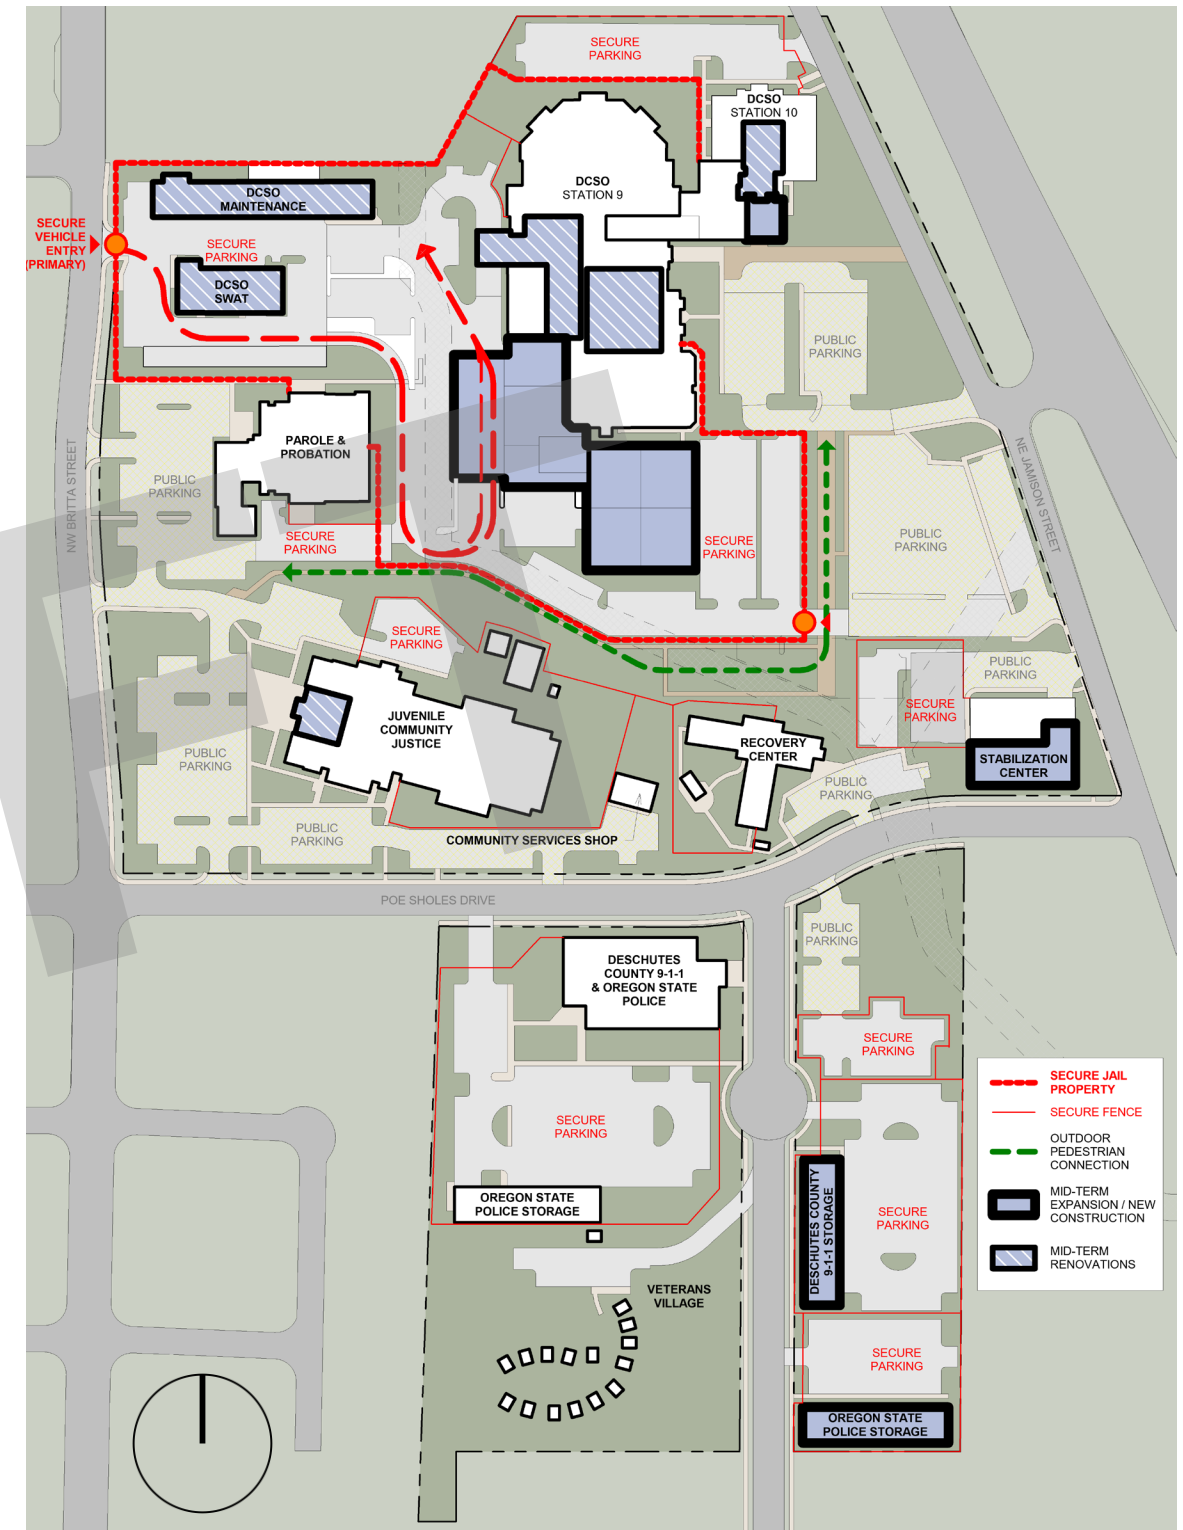 SECURE
PARKING
DCSO
STATION 10
DCSO
STATION 9
DCSO
MAINTENANCE
SECURE
VEHICLE
ENTRY
(PRIMARY)
SECURE
PARKING
DCSO
SWAT
PUBLIC
PARKING
PAROLE &
PROBATION
NW BRITTA STREET
PUBLIC
PARKING
SECURE
PARKING
SECURE
PARKING
PUBLIC
PARKING
NE JAMISON STREET
SECURE
PARKING
PUBLIC
PARKING
SECURE
PARKING
JUVENILE
COMMUNITY
JUSTICE
RECOVERY
CENTER
STABILIZATION
CENTER
PUBLIC
PARKING
PUBLIC
PARKING
PUBLIC
PARKING
COMMUNITY SERVICES SHOP
POE SHOLES DRIVE
PUBLIC
PARKING
DESCHUTES
COUNTY 9-1-1
& OREGON STATE
POLICE
SECURE
PARKING
SECURE
PARKING
OREGON STATE
POLICE STORAGE
DESCHUTES COUNTY
9-1-1 STORAGE
SECURE
PARKING
VETERANS
VILLAGE
SECURE
PARKING
OREGON STATE
POLICE STORAGE
SECURE JAIL
PROPERTY
SECURE FENCE
OUTDOOR
PEDESTRIAN
CONNECTION
MID-TERM
EXPANSION / NEW
CONSTRUCTION
MID-TERM
RENOVATIONS